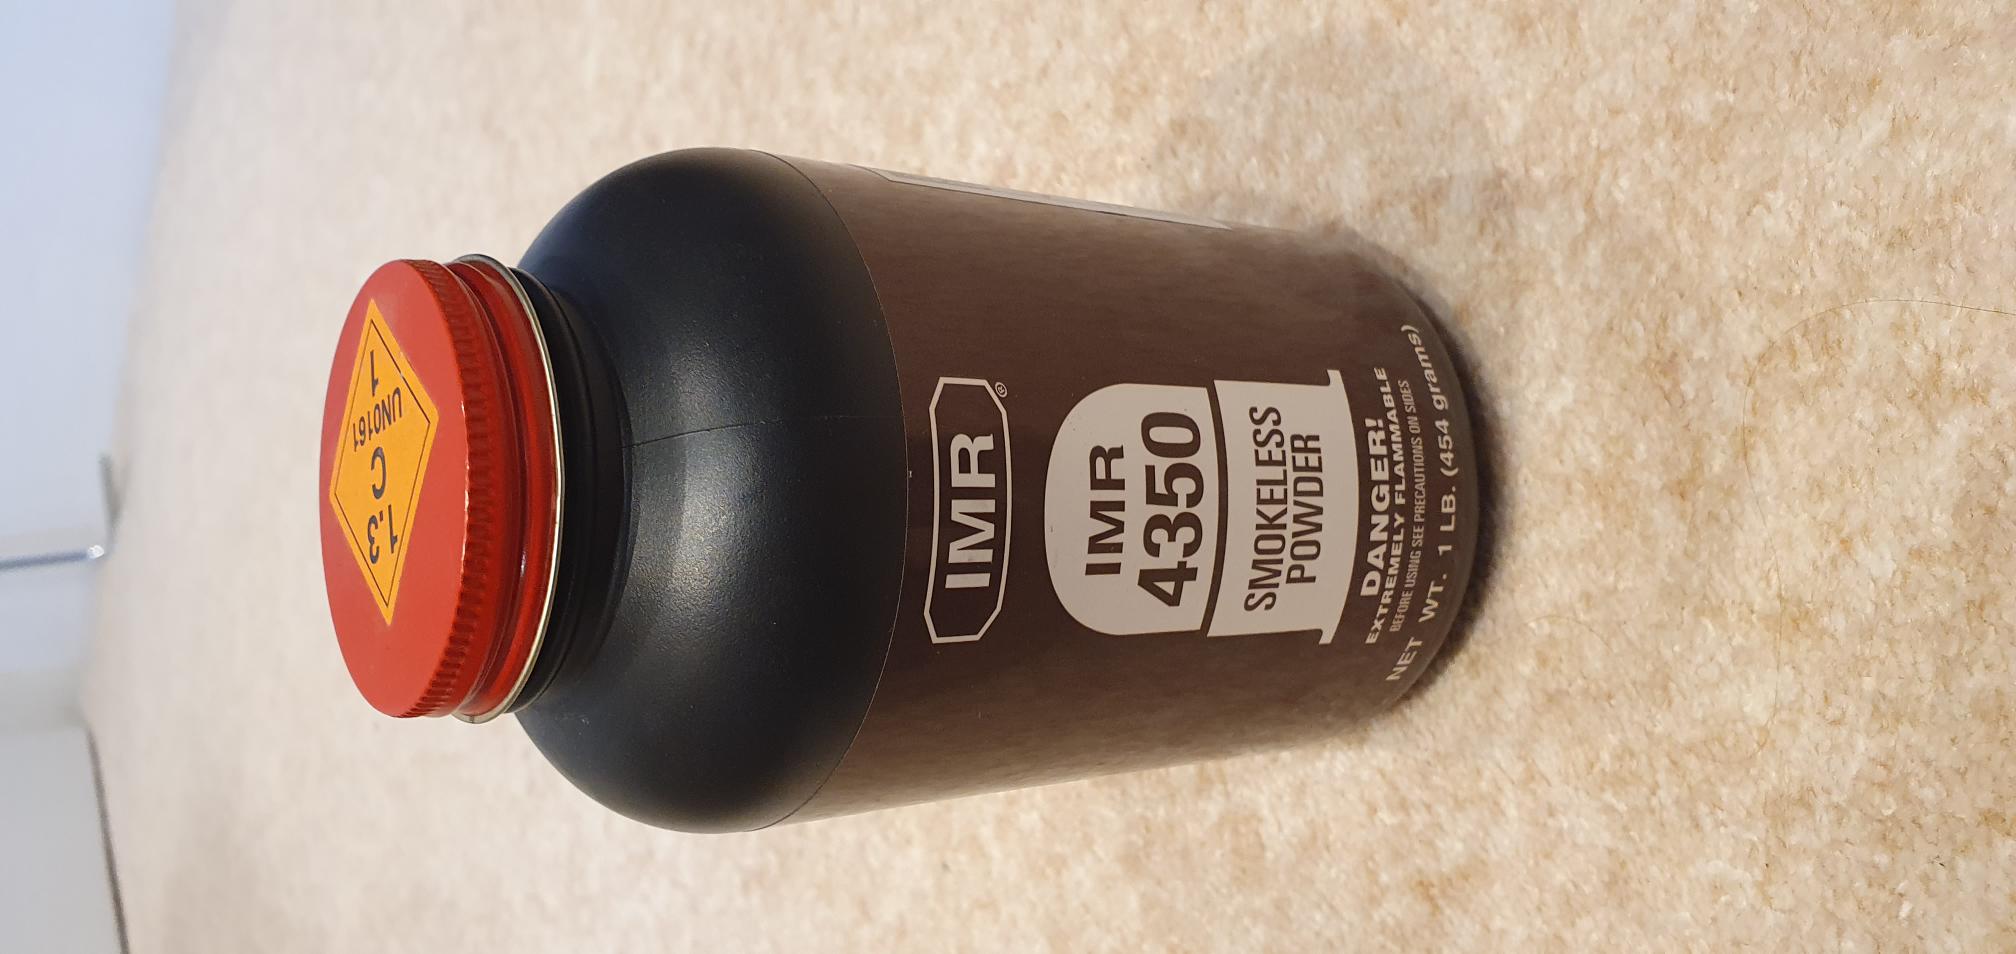 1.3
C
UN0161
1
IMR®
IMR
4350
SMOKELESS
POWDER
DANGER!
EXTREMELY FLAMMABLE
BEFORE USING SEE PRECAUTIONS ON SIDES
NET WT. 1 LB. (454 grams)